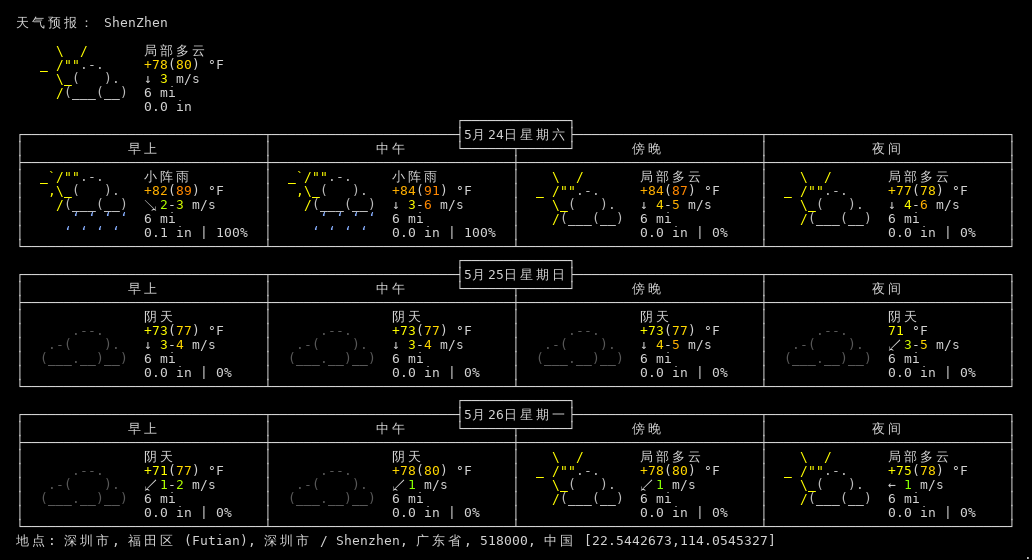 天气预报： ShenZhen
局部多云
+78(80) °F
↓ 3 m/s
6 mi
0.0 in
5月24日星期六
早上 中午 傍晚 夜间
小阵雨 小阵雨 局部多云 局部多云
+82(89) °F +84(91) °F +84(87) °F +77(78) °F
↘ 2-3 m/s ↓ 3-6 m/s ↓ 4-5 m/s ↓ 4-6 m/s
6 mi 6 mi 6 mi 6 mi
0.1 in | 100% 0.0 in | 100% 0.0 in | 0% 0.0 in | 0%
5月25日星期日
早上 中午 傍晚 夜间
阴天 阴天 阴天 阴天
+73(77) °F +73(77) °F +73(77) °F 71 °F
↓ 3-4 m/s ↓ 3-4 m/s ↓ 4-5 m/s ↙ 3-5 m/s
6 mi 6 mi 6 mi 6 mi
0.0 in | 0% 0.0 in | 0% 0.0 in | 0% 0.0 in | 0%
5月26日星期一
早上 中午 傍晚 夜间
阴天 阴天 局部多云 局部多云
+71(77) °F +78(80) °F +78(80) °F +75(78) °F
↙ 1-2 m/s ↙ 1 m/s ↙ 1 m/s ← 1 m/s
6 mi 6 mi 6 mi 6 mi
0.0 in | 0% 0.0 in | 0% 0.0 in | 0% 0.0 in | 0%
地点: 深圳市, 福田区 (Futian), 深圳市 / Shenzhen, 广东省, 518000, 中国 [22.5442673,114.0545327]